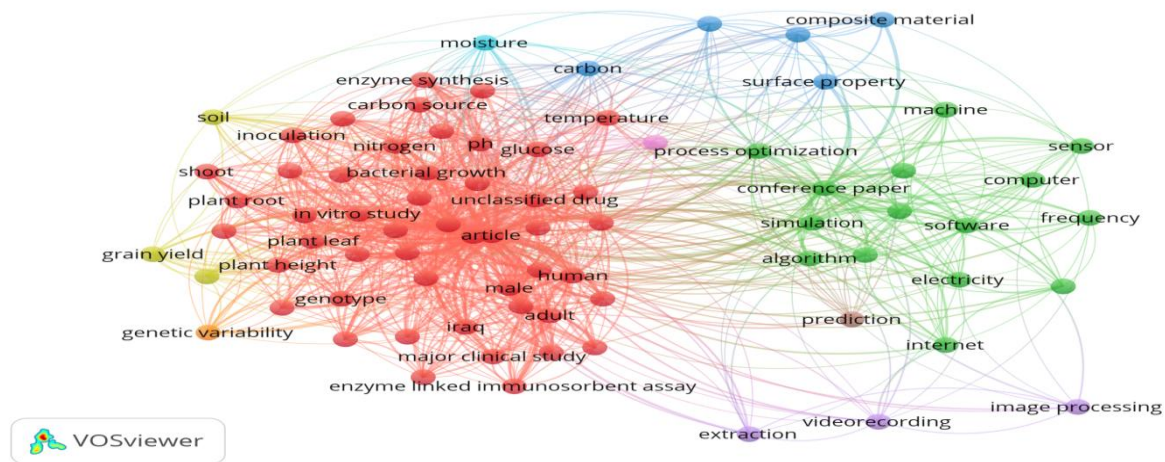 composite material
moisture
carbon
enzyme synthesis
surface property
carbon source
machine
soil
temperature
inoculation
nitrogen
ph
glucose
process optimization
sensor
shoot
bacterial growth
conference paper
computer
plant root
unclassified drug
in vitro study
simulation
software
frequency
article
plant leaf
grain yield
algorithm
plant height
human
electricity
male
genotype
adult
prediction
genetic variability
iraq
internet
major clinical study
enzyme linked immunosorbent assay
image processing
videorecording
extraction
VOSviewer